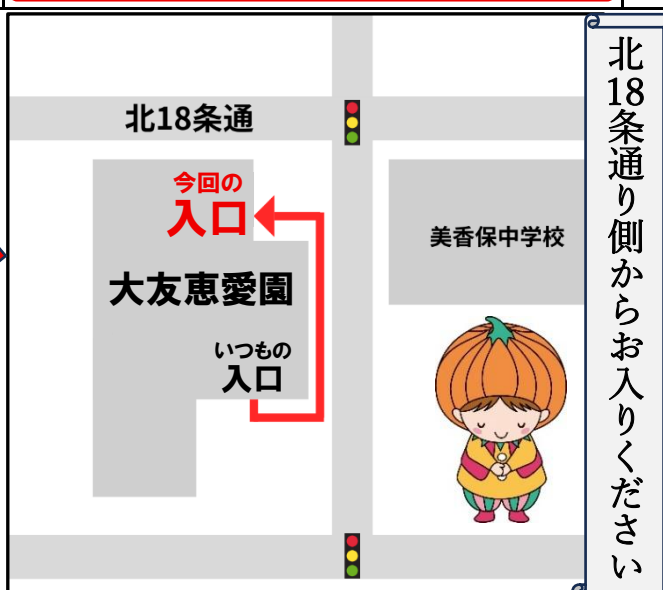 北18条通
今回の
入口
大友恵愛園
いつもの
入口
美香保中学校
北18条通り側からお入りください